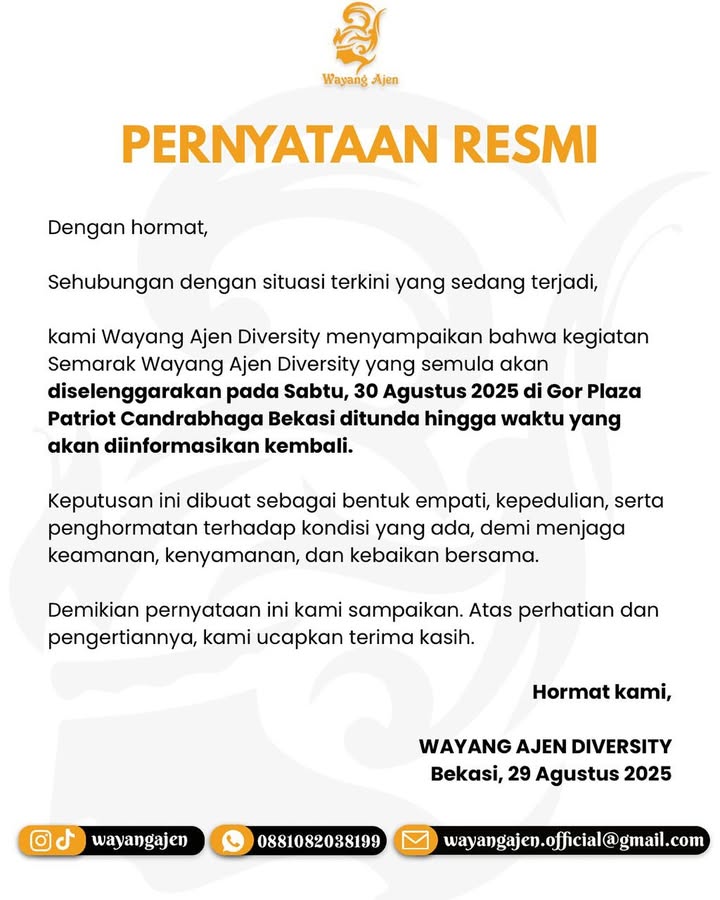 Wayang Ajen
PERNYATAAN RESMI
Dengan hormat,
Sehubungan dengan situasi terkini yang sedang terjadi,
kami Wayang Ajen Diversity menyampaikan bahwa kegiatan
Semarak Wayang Ajen Diversity yang semula akan
diselenggarakan pada Sabtu, 30 Agustus 2025 di Gor Plaza
Patriot Candrabhaga Bekasi ditunda hingga waktu yang
akan diinformasikan kembali.
Keputusan ini dibuat sebagai bentuk empati, kepedulian, serta
penghormatan terhadap kondisi yang ada, demi menjaga
keamanan, kenyamanan, dan kebaikan bersama.
Demikian pernyataan ini kami sampaikan. Atas perhatian dan
pengertiannya, kami ucapkan terima kasih.
Hormat kami,
WAYANG AJEN DIVERSITY
Bekasi, 29 Agustus 2025
wayangajen
0881082038199
wayangajen.official@gmail.com